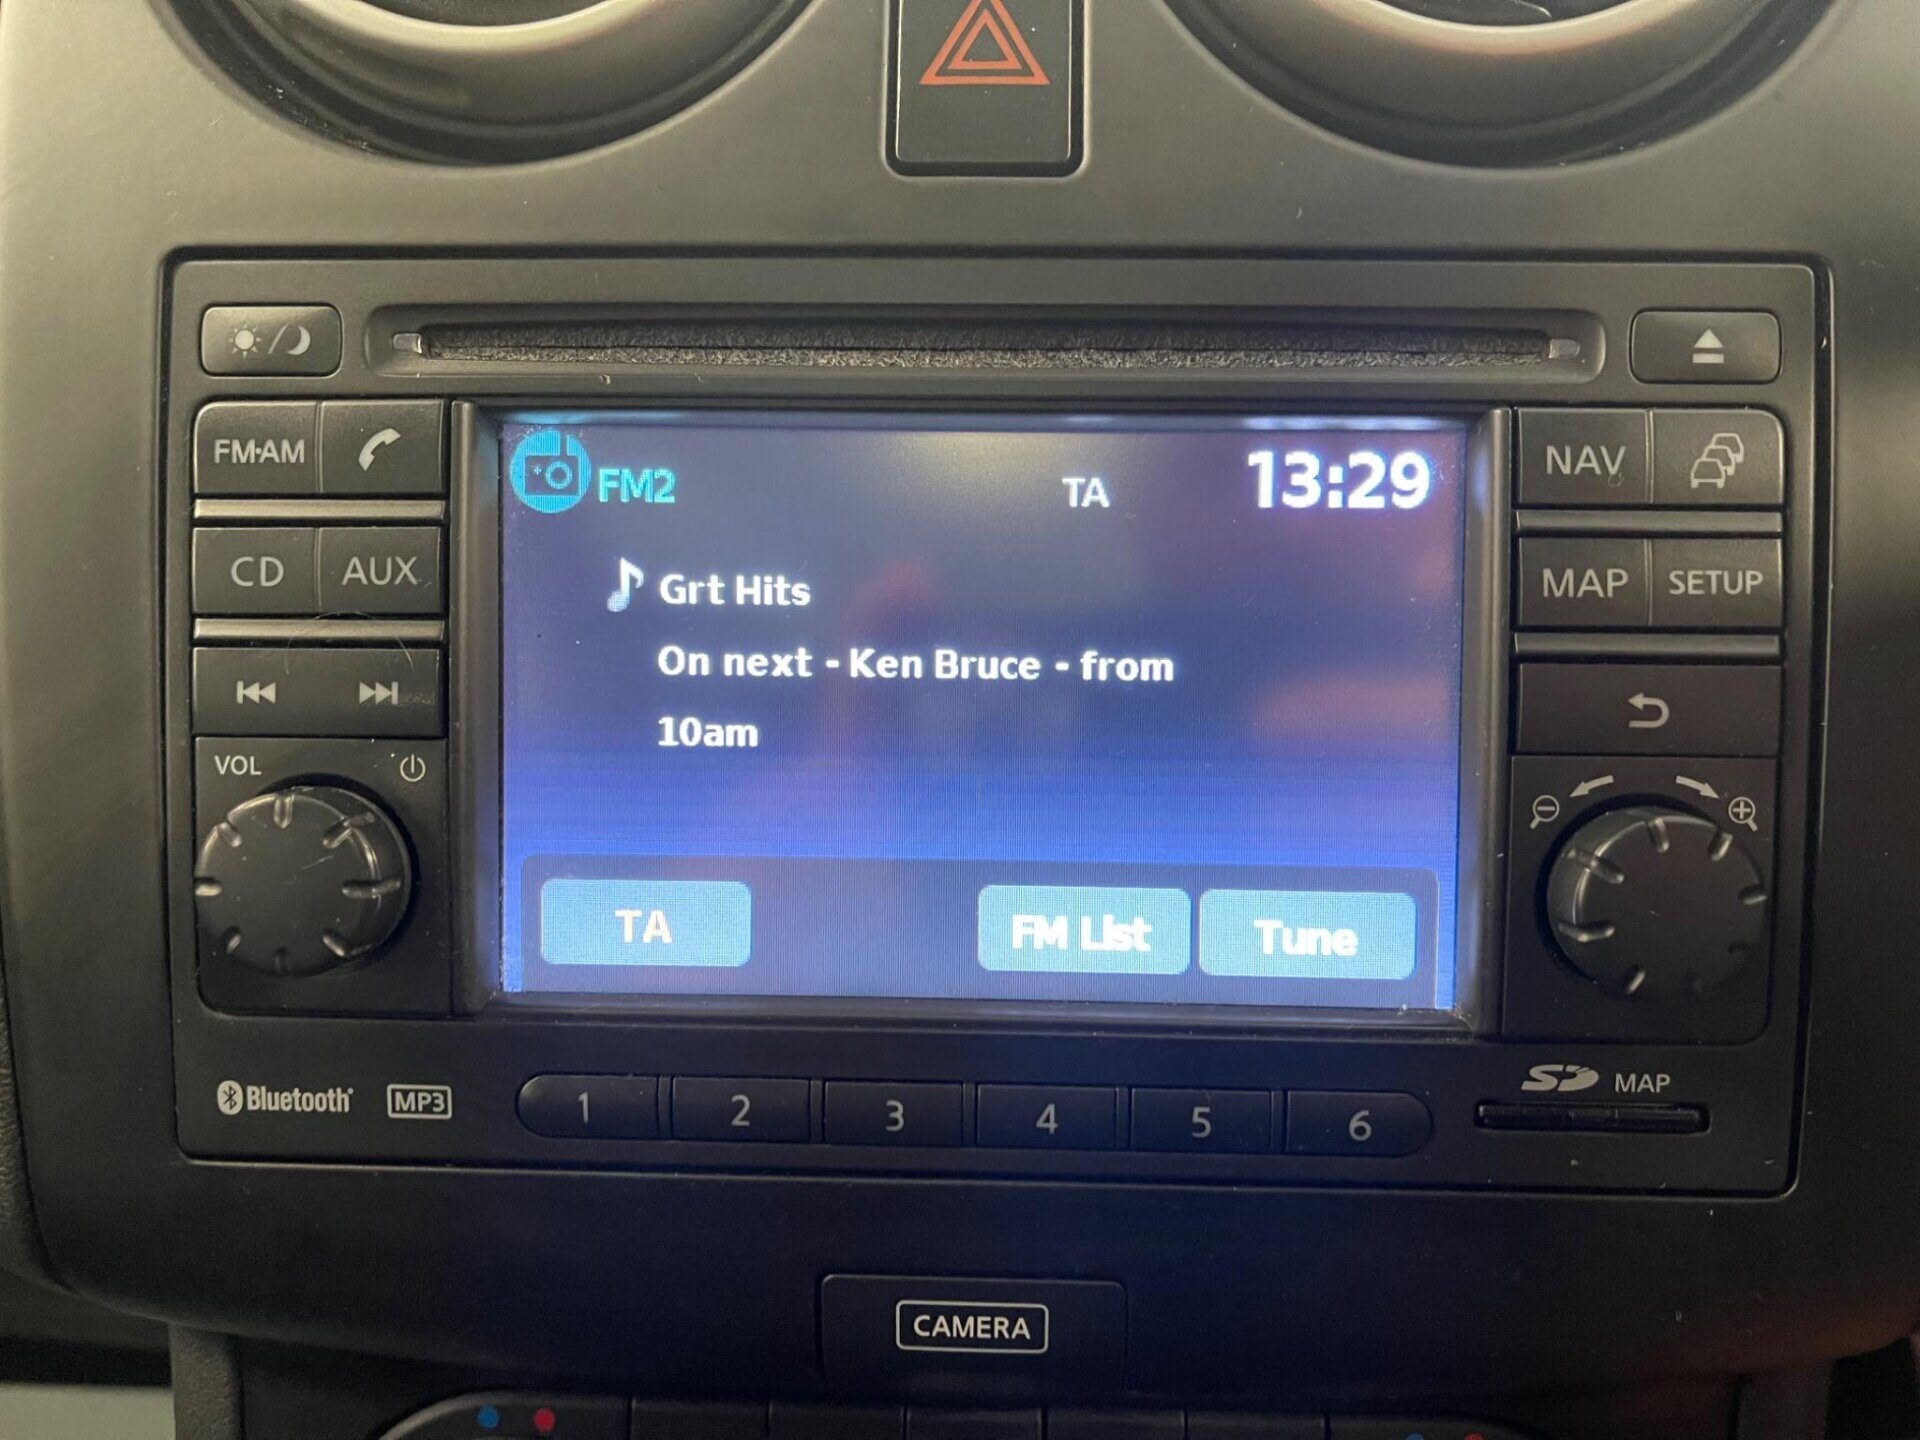 FM·AM
CD
AUX
VOL
FM2
TA
13:29
Grt Hits
On next - Ken Bruce - from
10am
TA
FM List
Tune
NAV
MAP
SETUP
Bluetooth
MP3
1
2
3
4
5
6
SD
MAP
CAMERA